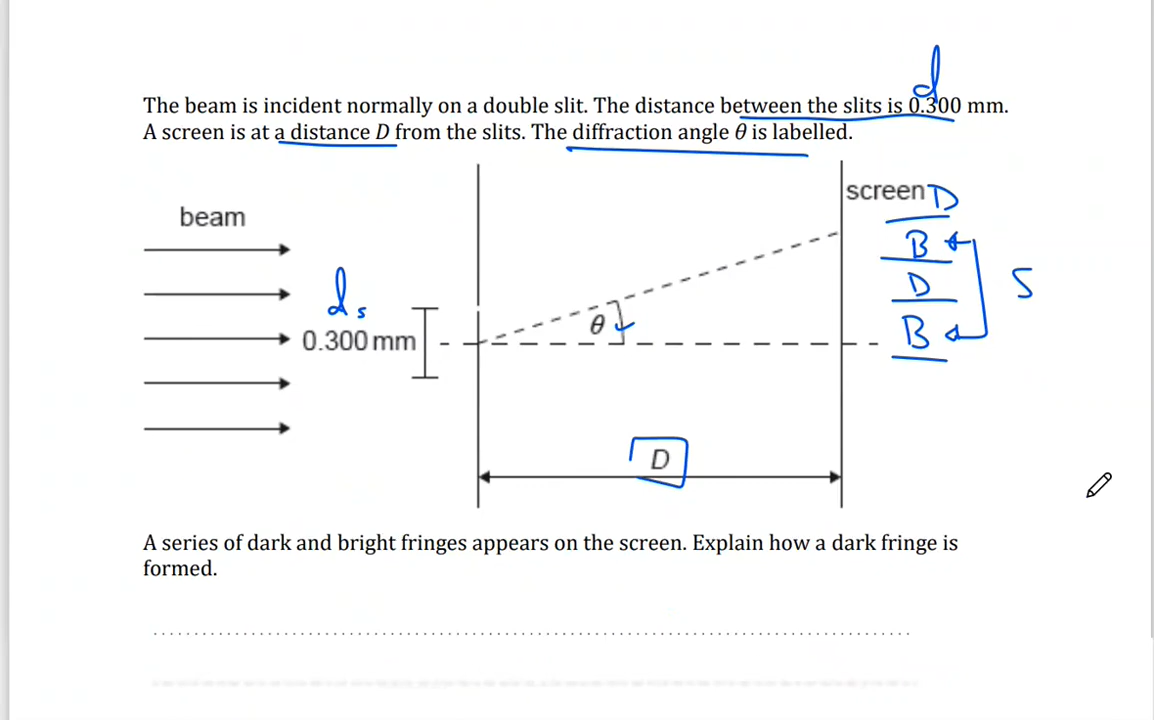 d
The beam is incident normally on a double slit. The distance between the slits is 0.300 mm.
A screen is at a distance D from the slits. The diffraction angle θ is labelled.
screen D
beam
B
D
S
ds
0.300 mm
θ
B
D
A series of dark and bright fringes appears on the screen. Explain how a dark fringe is
formed.